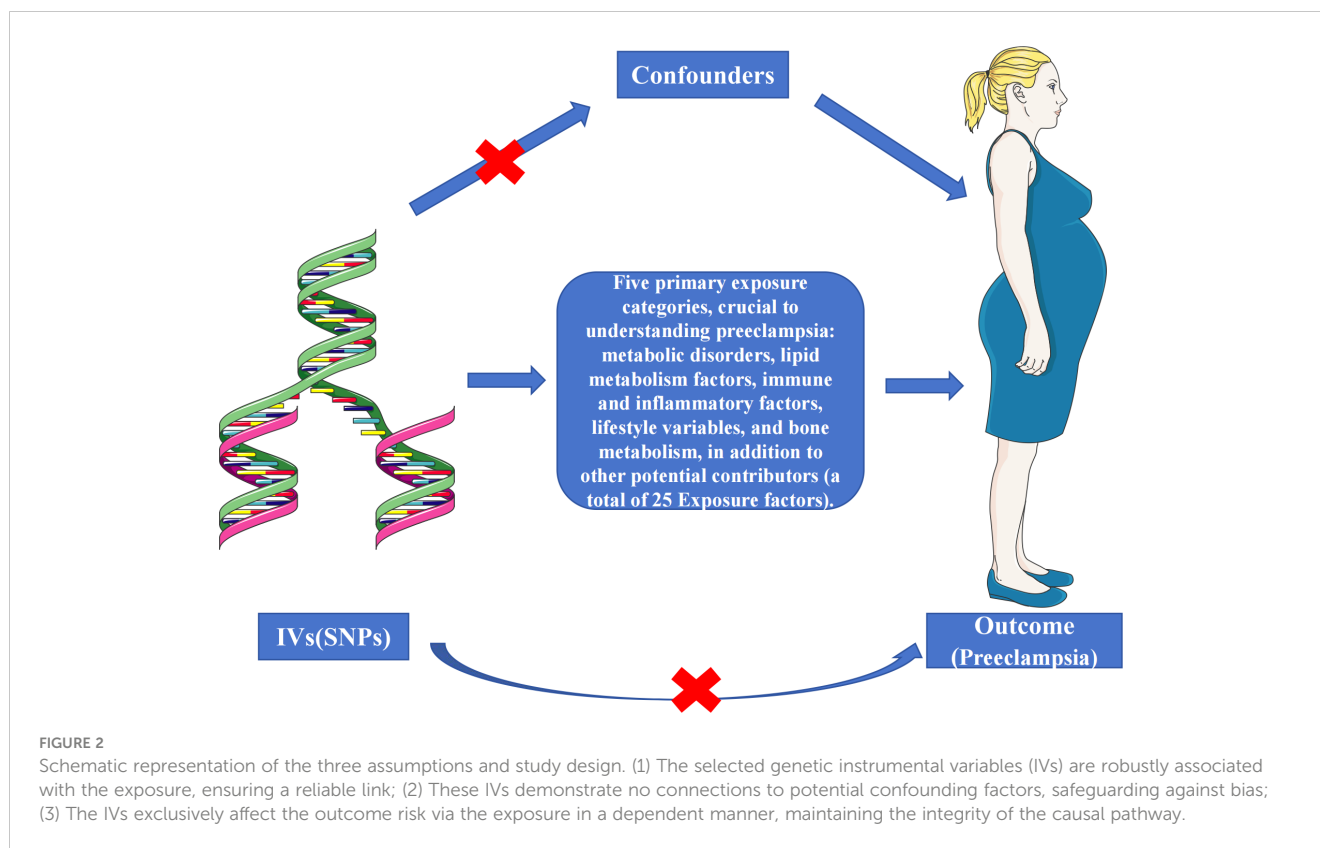 Confounders
Five primary exposure
categories, crucial to
understanding preeclampsia:
metabolic disorders, lipid
metabolism factors, immune
and inflammatory factors,
lifestyle variables, and bone
metabolism, in addition to
other potential contributors (a
total of 25 Exposure factors).
IVs(SNPs)
Outcome
(Preeclampsia)
FIGURE 2
Schematic representation of the three assumptions and study design. (1) The selected genetic instrumental variables (IVs) are robustly associated
with the exposure, ensuring a reliable link; (2) These IVs demonstrate no connections to potential confounding factors, safeguarding against bias;
(3) The IVs exclusively affect the outcome risk via the exposure in a dependent manner, maintaining the integrity of the causal pathway.